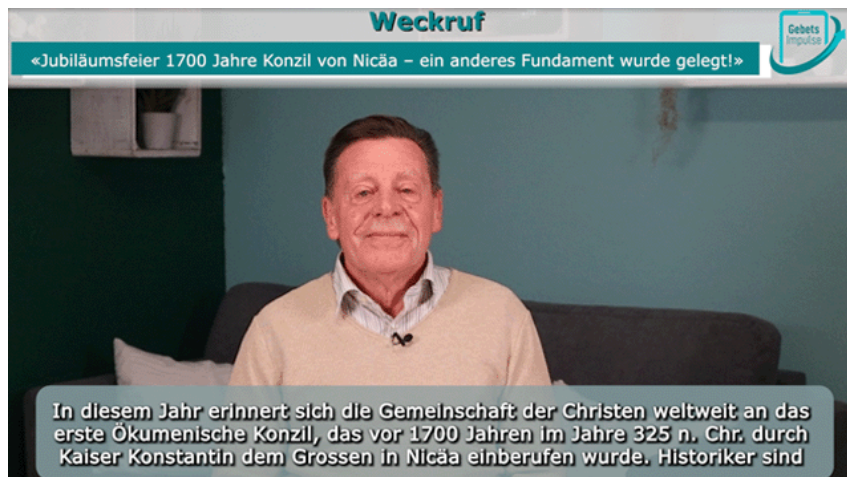 Weckruf
«Jubiläumsfeier 1700 Jahre Konzil von Nicäa – ein anderes Fundament wurde gelegt!»
Gebets
Impulse
In diesem Jahr erinnert sich die Gemeinschaft der Christen weltweit an das
erste Ökumenische Konzil, das vor 1700 Jahren im Jahre 325 n. Chr. durch
Kaiser Konstantin dem Grossen in Nicäa einberufen wurde. Historiker sind